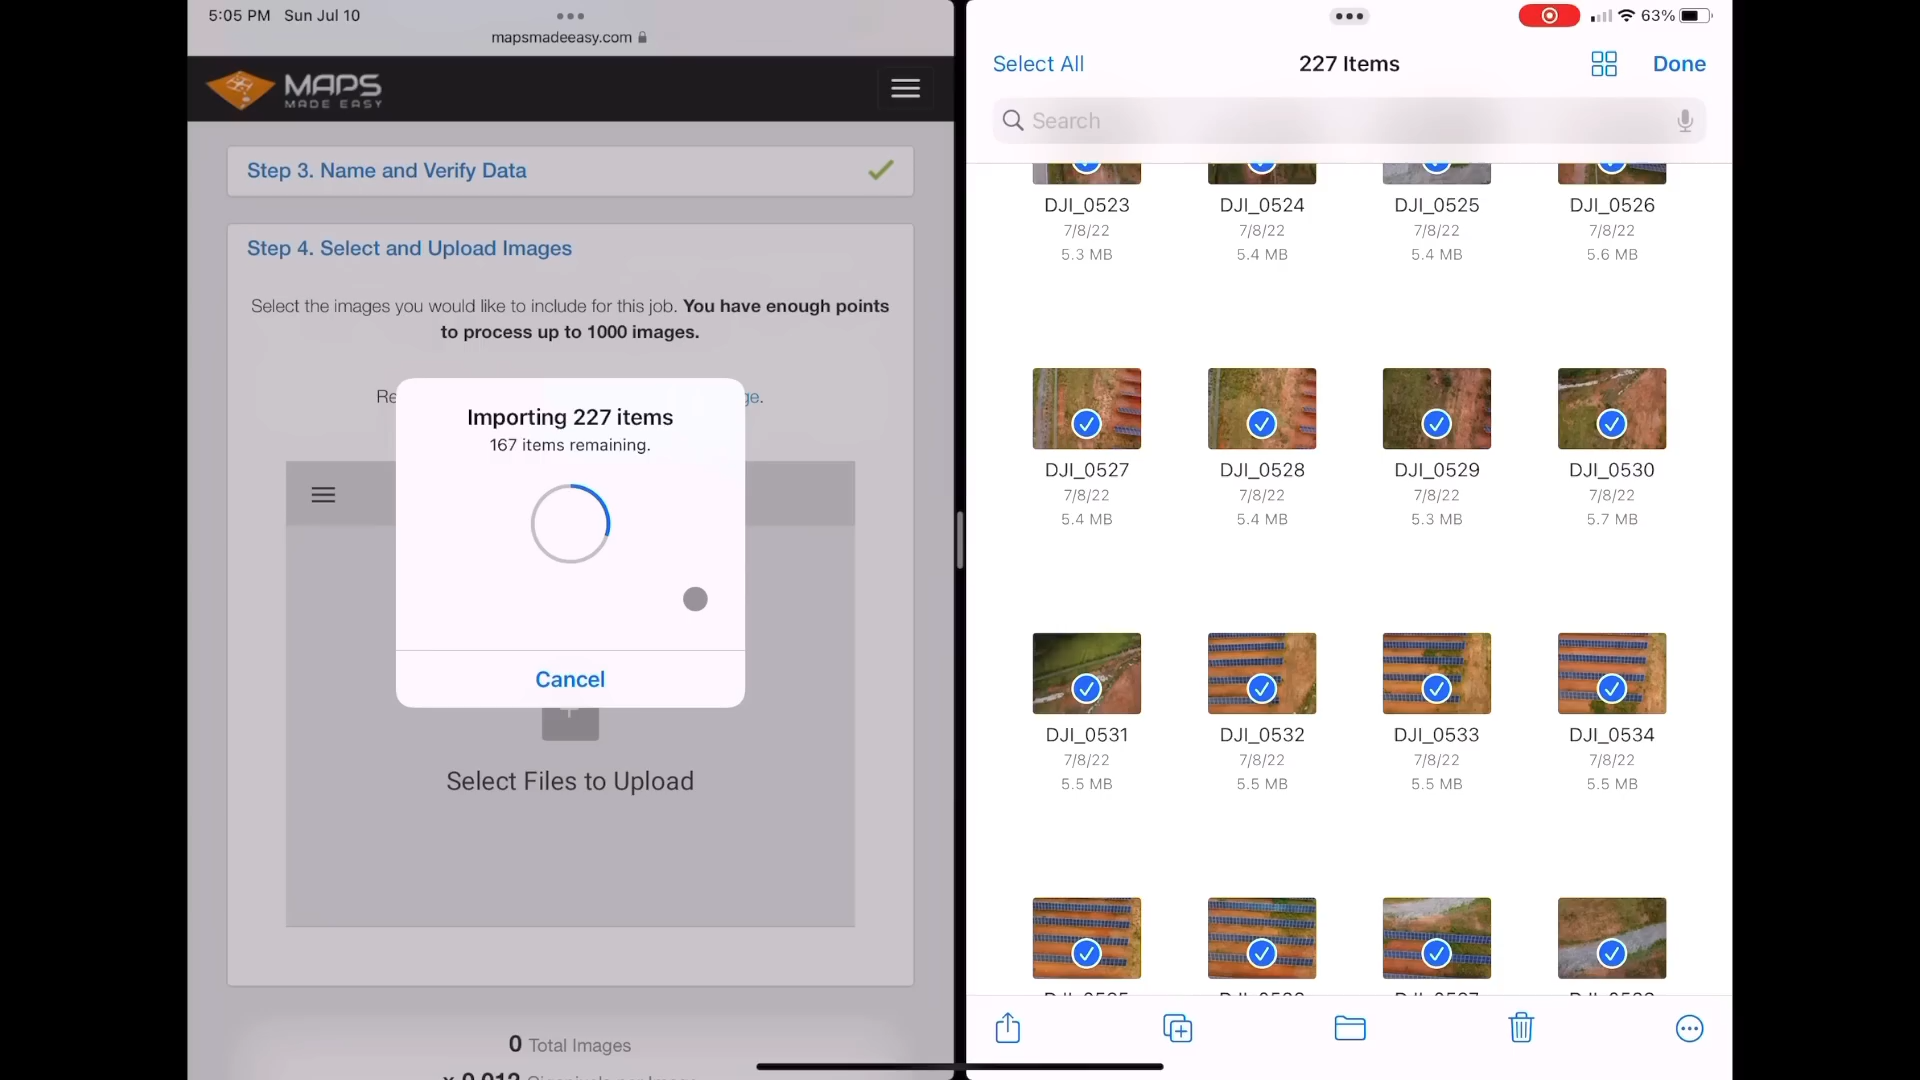 5:05 PM Sun Jul 10
mapsmadeeasy.com
MAPS
MADE EASY
Step 3. Name and Verify Data
Step 4. Select and Upload Images
Select the images you would like to include for this job. You have enough points
to process up to 1000 images.
Importing 227 items
167 items remaining.
Cancel
Select Files to Upload
0 Total Images
63%
Select All
227 Items
Done
Search
DJI_0523 DJI_0524 DJI_0525 DJI_0526
7/8/22 7/8/22 7/8/22 7/8/22
5.3 MB 5.4 MB 5.4 MB 5.6 MB
DJI_0527 DJI_0528 DJI_0529 DJI_0530
7/8/22 7/8/22 7/8/22 7/8/22
5.4 MB 5.4 MB 5.3 MB 5.7 MB
DJI_0531 DJI_0532 DJI_0533 DJI_0534
7/8/22 7/8/22 7/8/22 7/8/22
5.5 MB 5.5 MB 5.5 MB 5.5 MB